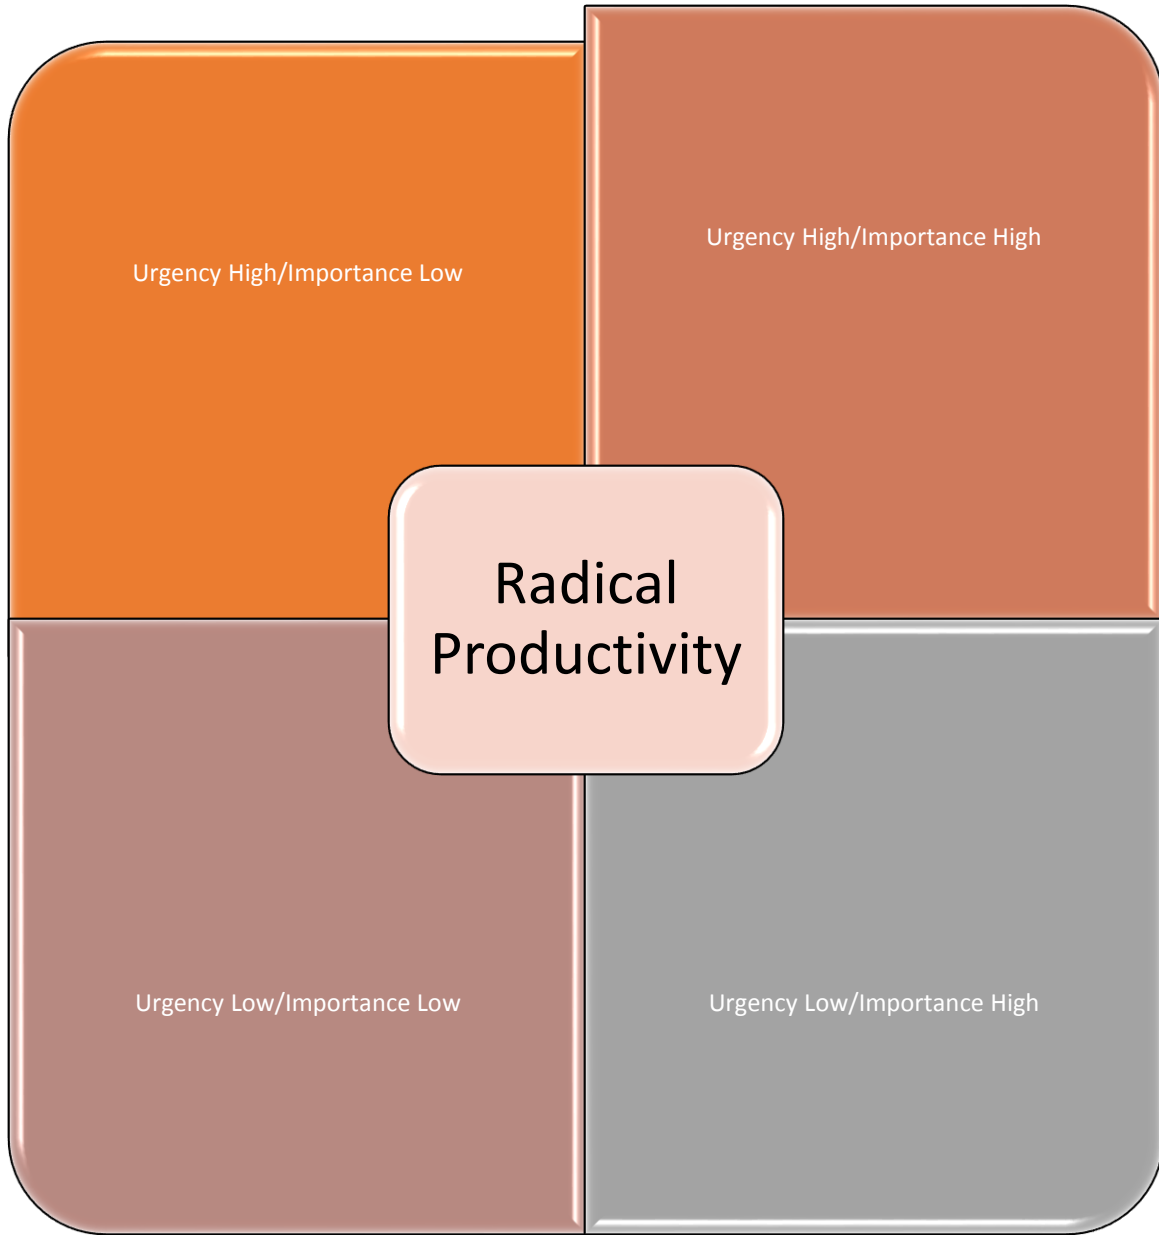 Urgency High/Importance Low
Urgency High/Importance High
Radical
Productivity
Urgency Low/Importance Low
Urgency Low/Importance High